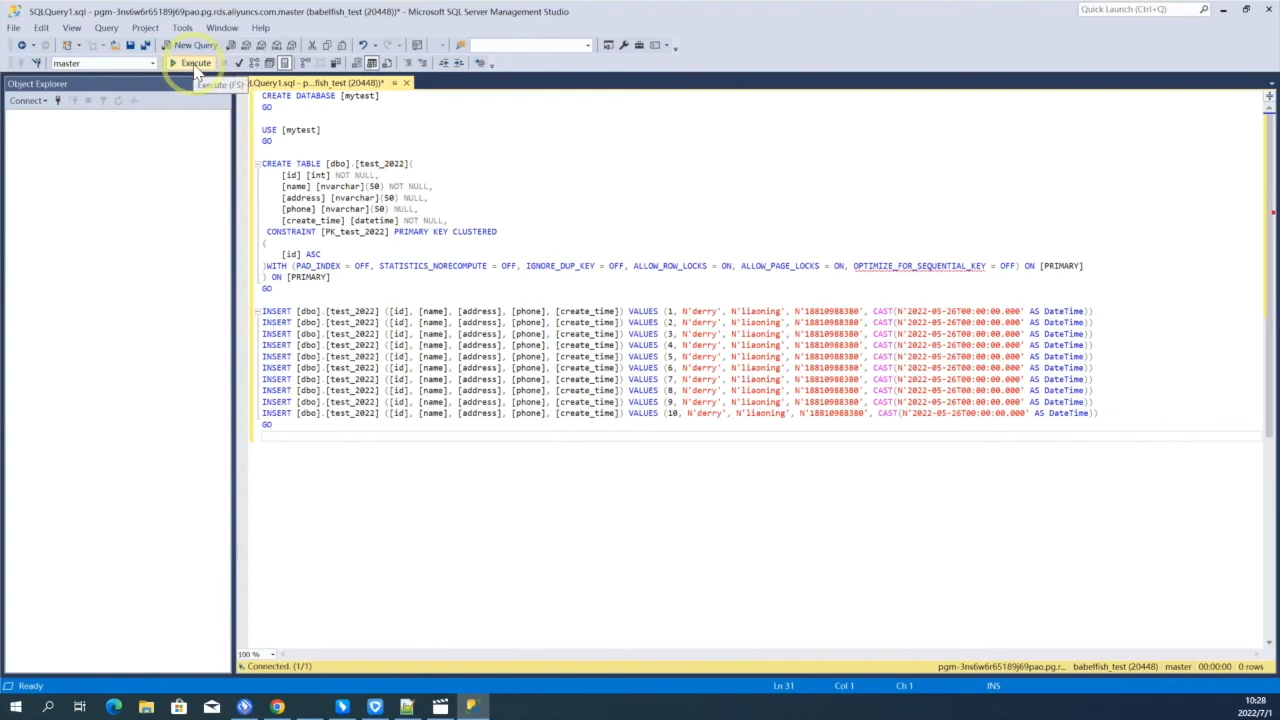 SQLQuery1.sql - pgm-3ns6w6r65189j69pao.pg.rds.aliyuncs.com.master (babelfish_test (20448))* - Microsoft SQL Server Management Studio
Quick Launch (Ctrl+Q)
File Edit View Query Project Tools Window Help
New Query
master Execute
Execute (F5)
Object Explorer
LQuery1.sql - p...fish_test (20448))*
Connect
CREATE DATABASE [mytest]
GO
USE [mytest]
GO
CREATE TABLE [dbo].[test_2022](
[id] [int] NOT NULL,
[name] [nvarchar](50) NOT NULL,
[address] [nvarchar](50) NULL,
[phone] [nvarchar](50) NULL,
[create_time] [datetime] NOT NULL,
CONSTRAINT [PK_test_2022] PRIMARY KEY CLUSTERED
(
[id] ASC
)WITH (PAD_INDEX = OFF, STATISTICS_NORECOMPUTE = OFF, IGNORE_DUP_KEY = OFF, ALLOW_ROW_LOCKS = ON, ALLOW_PAGE_LOCKS = ON, OPTIMIZE_FOR_SEQUENTIAL_KEY = OFF) ON [PRIMARY]
) ON [PRIMARY]
GO
INSERT [dbo].[test_2022] ([id], [name], [address], [phone], [create_time]) VALUES (1, N'derry', N'liaoning', N'18810988380', CAST(N'2022-05-26T00:00:00.000' AS DateTime))
INSERT [dbo].[test_2022] ([id], [name], [address], [phone], [create_time]) VALUES (2, N'derry', N'liaoning', N'18810988380', CAST(N'2022-05-26T00:00:00.000' AS DateTime))
INSERT [dbo].[test_2022] ([id], [name], [address], [phone], [create_time]) VALUES (3, N'derry', N'liaoning', N'18810988380', CAST(N'2022-05-26T00:00:00.000' AS DateTime))
INSERT [dbo].[test_2022] ([id], [name], [address], [phone], [create_time]) VALUES (4, N'derry', N'liaoning', N'18810988380', CAST(N'2022-05-26T00:00:00.000' AS DateTime))
INSERT [dbo].[test_2022] ([id], [name], [address], [phone], [create_time]) VALUES (5, N'derry', N'liaoning', N'18810988380', CAST(N'2022-05-26T00:00:00.000' AS DateTime))
INSERT [dbo].[test_2022] ([id], [name], [address], [phone], [create_time]) VALUES (6, N'derry', N'liaoning', N'18810988380', CAST(N'2022-05-26T00:00:00.000' AS DateTime))
INSERT [dbo].[test_2022] ([id], [name], [address], [phone], [create_time]) VALUES (7, N'derry', N'liaoning', N'18810988380', CAST(N'2022-05-26T00:00:00.000' AS DateTime))
INSERT [dbo].[test_2022] ([id], [name], [address], [phone], [create_time]) VALUES (8, N'derry', N'liaoning', N'18810988380', CAST(N'2022-05-26T00:00:00.000' AS DateTime))
INSERT [dbo].[test_2022] ([id], [name], [address], [phone], [create_time]) VALUES (9, N'derry', N'liaoning', N'18810988380', CAST(N'2022-05-26T00:00:00.000' AS DateTime))
INSERT [dbo].[test_2022] ([id], [name], [address], [phone], [create_time]) VALUES (10, N'derry', N'liaoning', N'18810988380', CAST(N'2022-05-26T00:00:00.000' AS DateTime))
GO
100 %
Connected. (1/1) pgm-3ns6w6r65189j69pao.pg.r... babelfish_test (20448) master 00:00:00 0 rows
Ready Ln 31 Col 1 Ch 1 INS
10:28
2022/7/1